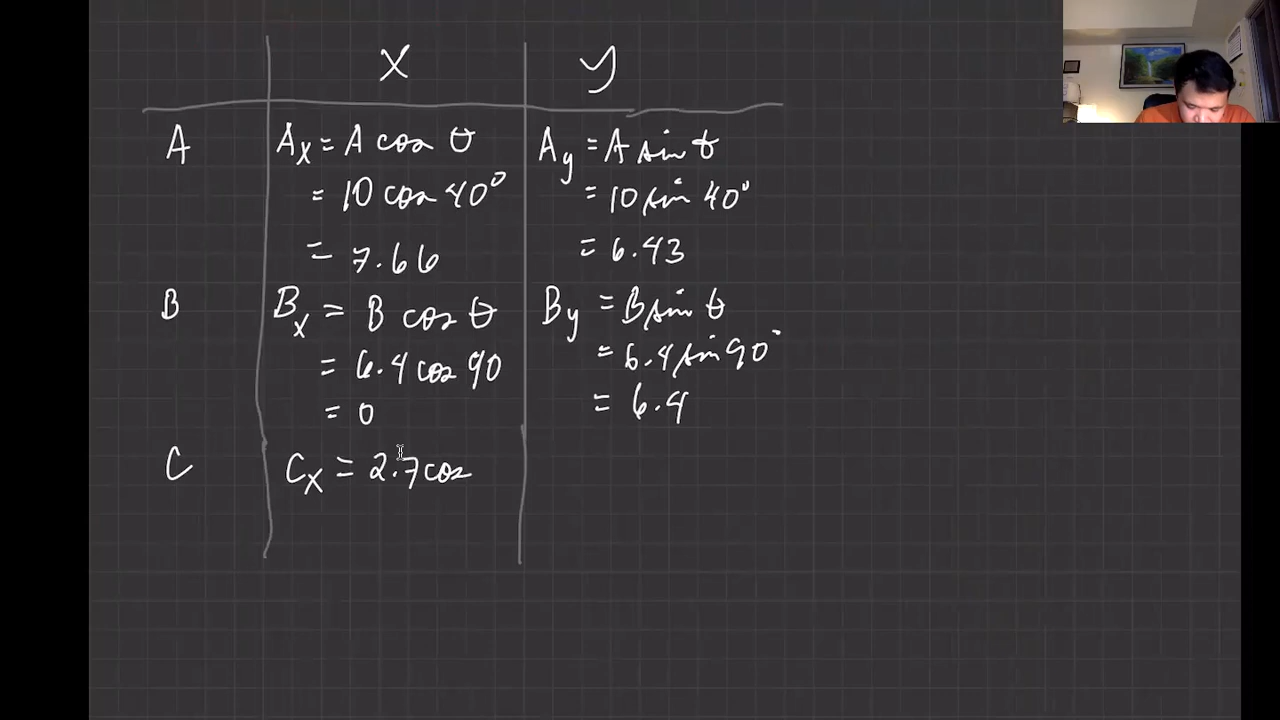 X y
A Ax = A cos θ Ay = A sin θ
= 10 cos 40° = 10 sin 40°
= 7.66 = 6.43
B Bx = B cos θ By = B sin θ
= 6.4 cos 90 = 6.4 sin 90°
= 0 = 6.4
C Cx = 2.7 cos